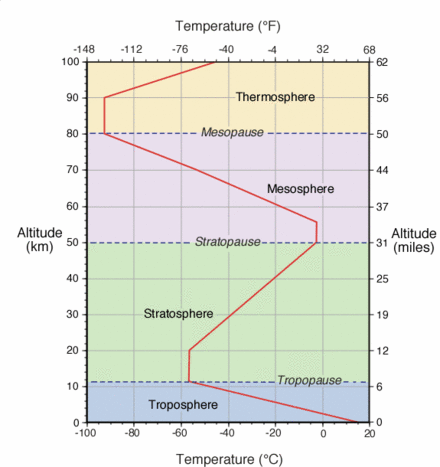 Temperature (°F)
-148 -112 -76 -40 -4 32 68
100 62
90 Thermosphere 56
80 Mesopause 50
70 44
Mesosphere
60 37
Altitude (km)
Altitude (miles)
50 Stratopause 31
40 25
30 Stratosphere 19
20 12
Tropopause
10 6
Troposphere
0 0
-100 -80 -60 -40 -20 0 20
Temperature (°C)